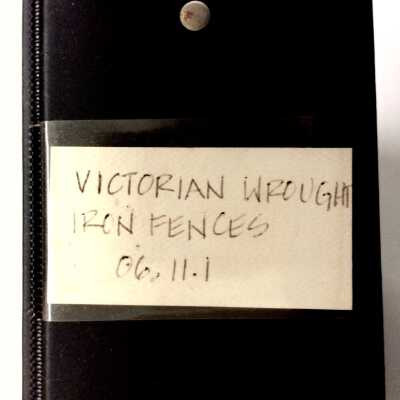 VICTORIAN WROUGHT
IRON FENCES
06.11.1